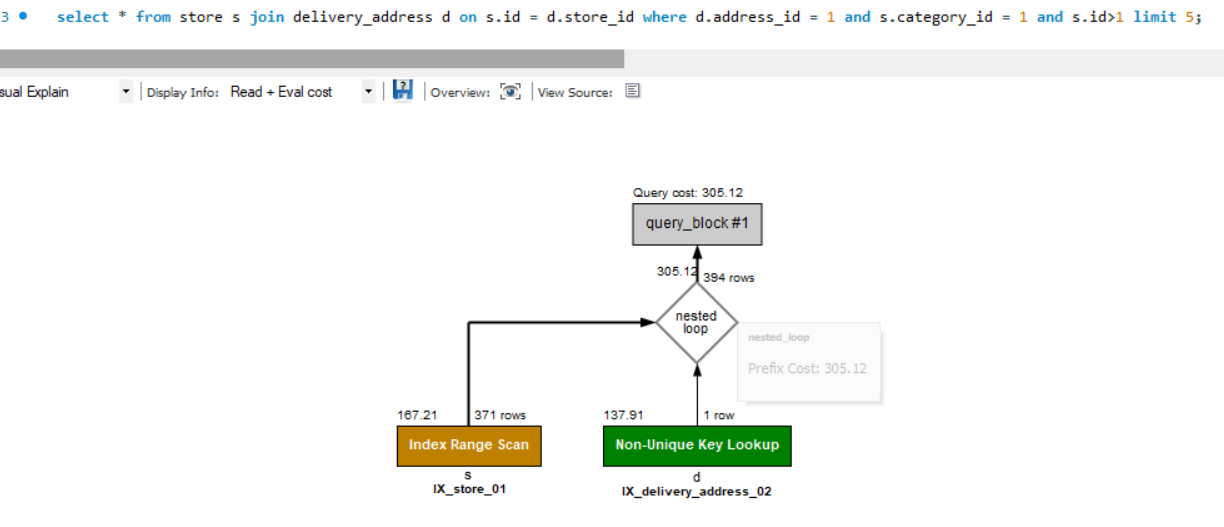 3 select * from store s join delivery_address d on s.id = d.store_id where d.address_id = 1 and s.category_id = 1 and s.id>1 limit 5;
sual Explain Display Info: Read + Eval cost Overview: View Source:
Query cost: 305.12
query_block #1
305.12 394 rows
nested
loop
nested_loop
Prefix Cost: 305.12
167.21 371 rows 137.91 1 row
Index Range Scan Non-Unique Key Lookup
s d
IX_store_01 IX_delivery_address_02